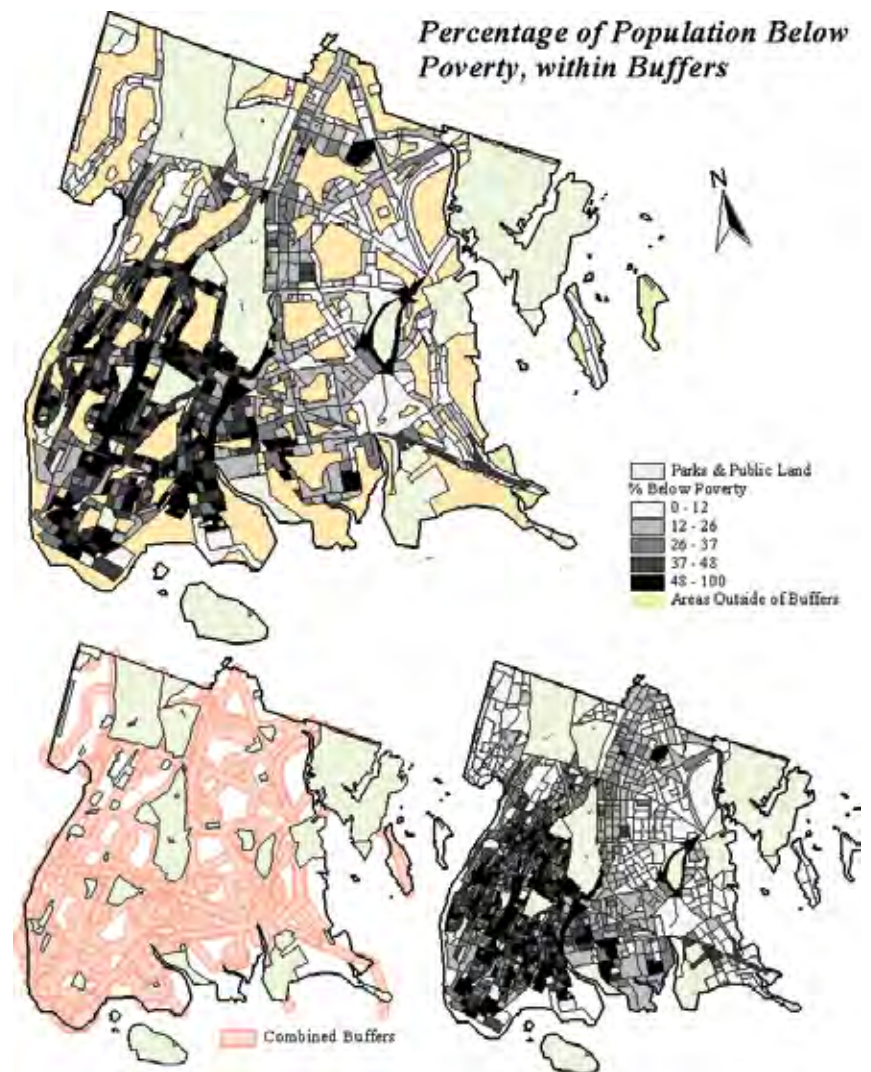 Percentage of Population Below
Poverty, within Buffers
N
Parks & Public Land
% Below Poverty
0 - 12
12 - 26
26 - 37
37 - 48
48 - 100
Areas Outside of Buffers
Combined Buffers